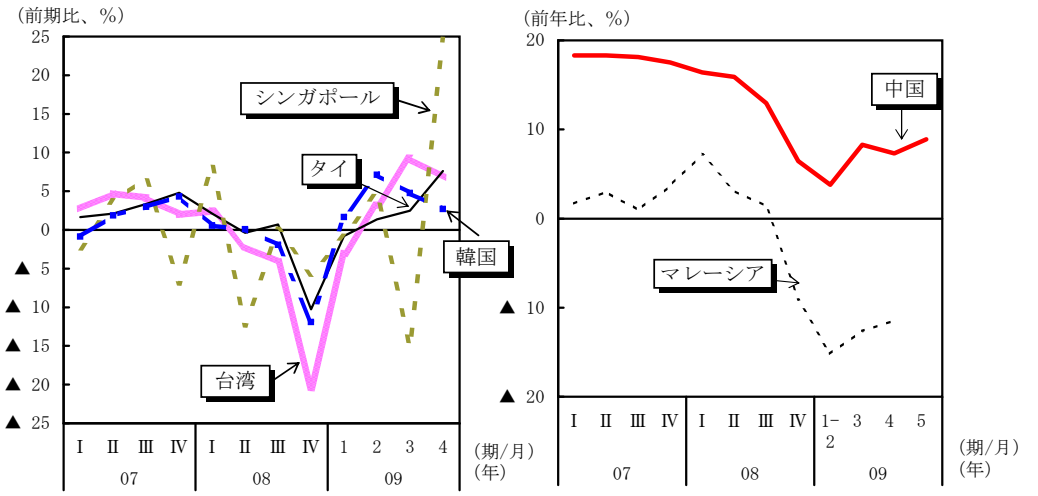 (前期比、%)
25
20
15
10
5
0
▲ 5
▲ 10
▲ 15
▲ 20
▲ 25
シンガポール
タイ
韓国
台湾
Ⅰ Ⅱ Ⅲ Ⅳ Ⅰ Ⅱ Ⅲ Ⅳ 1 2 3 4
07 08 09
(期/月)
(年)
(前年比、%)
20
10
0
▲ 10
▲ 20
中国
マレーシア
Ⅰ Ⅱ Ⅲ Ⅳ Ⅰ Ⅱ Ⅲ Ⅳ 1- 3 4 5
2
07 08 09
(期/月)
(年)